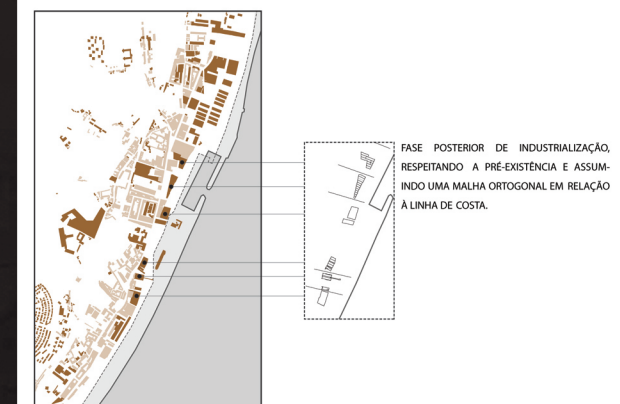 FASE POSTERIOR DE INDUSTRIALIZAÇÃO,
RESPEITANDO A PRÉ-EXISTÊNCIA E ASSUM-
INDO UMA MALHA ORTOGONAL EM RELAÇÃO
À LINHA DE COSTA.